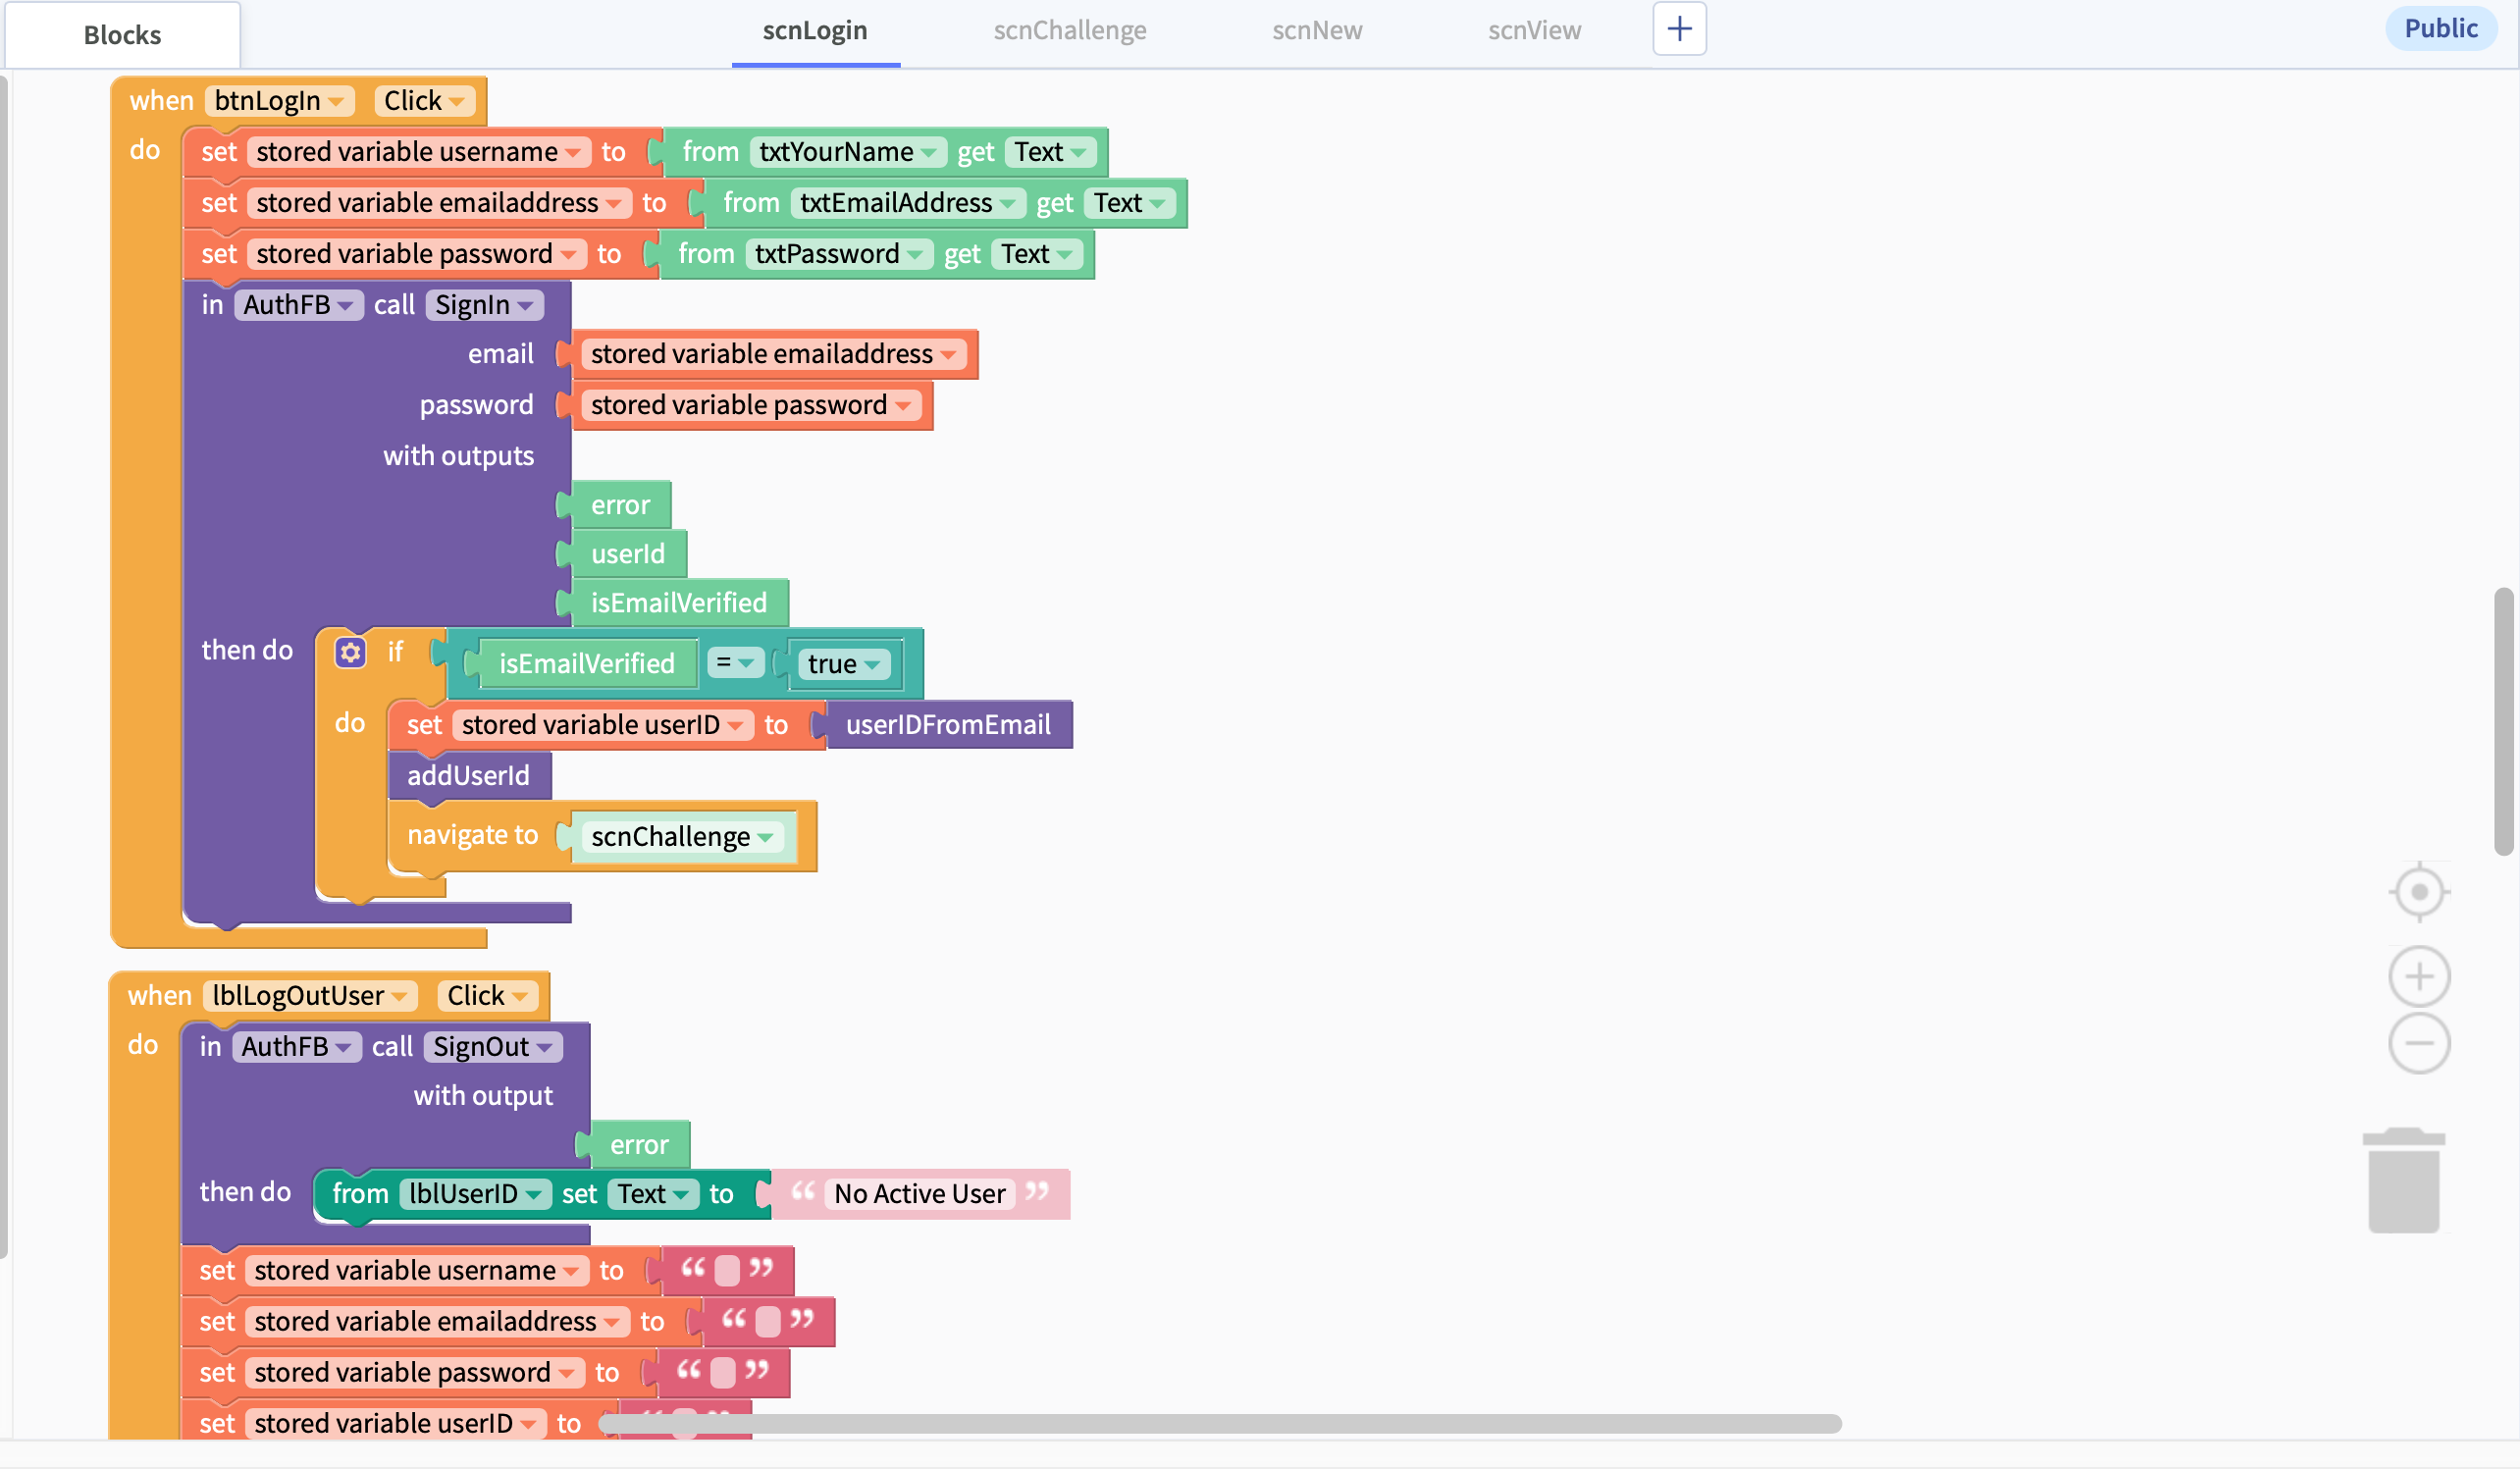 Blocks scnLogin scnChallenge scnNew scnView + Public
when btnLogIn Click
do set stored variable username to from txtYourName get Text
set stored variable emailaddress to from txtEmailAddress get Text
set stored variable password to from txtPassword get Text
in AuthFB call SignIn
email stored variable emailaddress
password stored variable password
with outputs
error
userId
isEmailVerified
then do if isEmailVerified = true
do set stored variable userID to userIDFromEmail
addUserId
navigate to scnChallenge
when lblLogOutUser Click
do in AuthFB call SignOut
with output
error
then do from lblUserID set Text to “ No Active User ”
set stored variable username to “ ”
set stored variable emailaddress to “ ”
set stored variable password to “ ”
set stored variable userID to “ ”